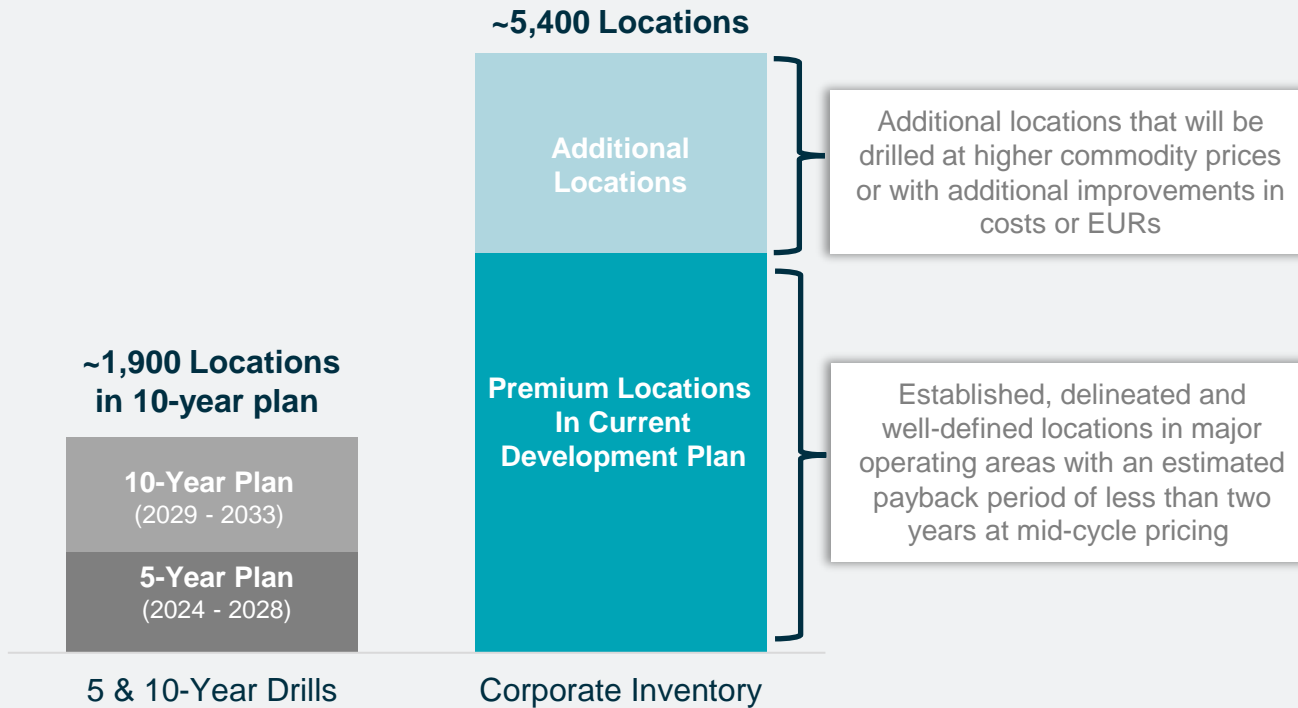 ~5,400 Locations
Additional
Locations
Additional locations that will be
drilled at higher commodity prices
or with additional improvements in
costs or EURs
~1,900 Locations
in 10-year plan
Premium Locations
In Current
Development Plan
Established, delineated and
well-defined locations in major
operating areas with an estimated
payback period of less than two
years at mid-cycle pricing
10-Year Plan
(2029 - 2033)
5-Year Plan
(2024 - 2028)
5 & 10-Year Drills
Corporate Inventory